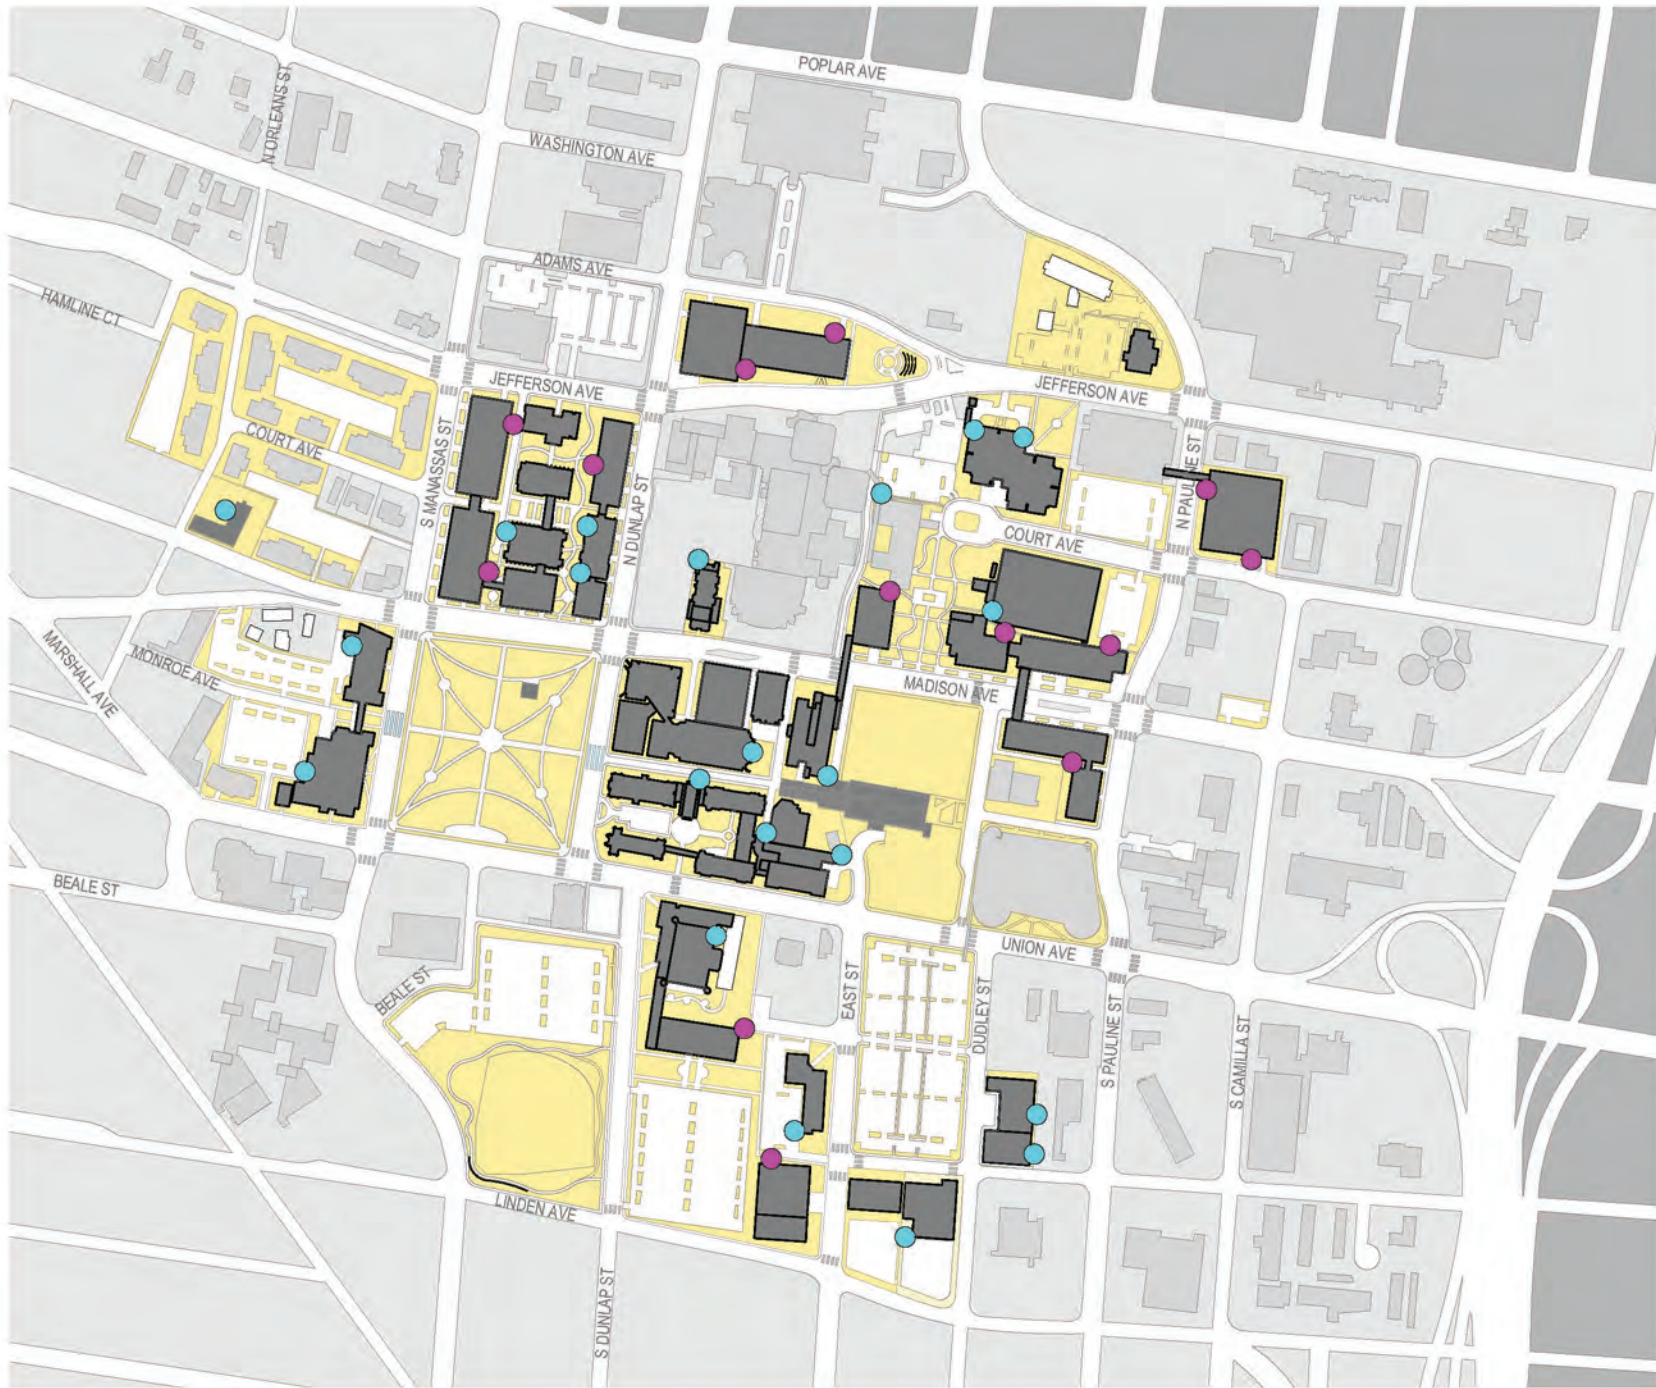 POPLAR AVE
N ORLEANS ST
WASHINGTON AVE
ADAMS AVE
HAMLINE CT
JEFFERSON AVE
JEFFERSON AVE
COURT AVE
S MANASSAS ST
N DUNLAP ST
N PAULINE ST
COURT AVE
MARSHALL AVE
MONROE AVE
MADISON AVE
BEALE ST
UNION AVE
BEALE ST
EAST ST
DUDLEY ST
S PAULINE ST
S CAMILLA ST
LINDEN AVE
S DUNLAP ST